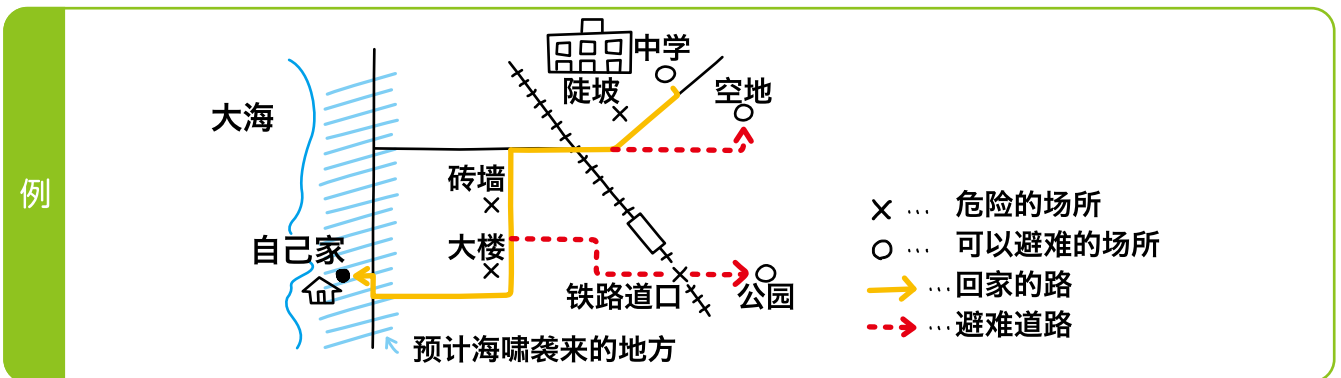 例
中学
陡坡
空地
大海
砖墙
自己家
大楼
铁路道口
公园
预计海啸袭来的地方
× … 危险的场所
○ … 可以避难的场所
… 回家的路
… 避难道路